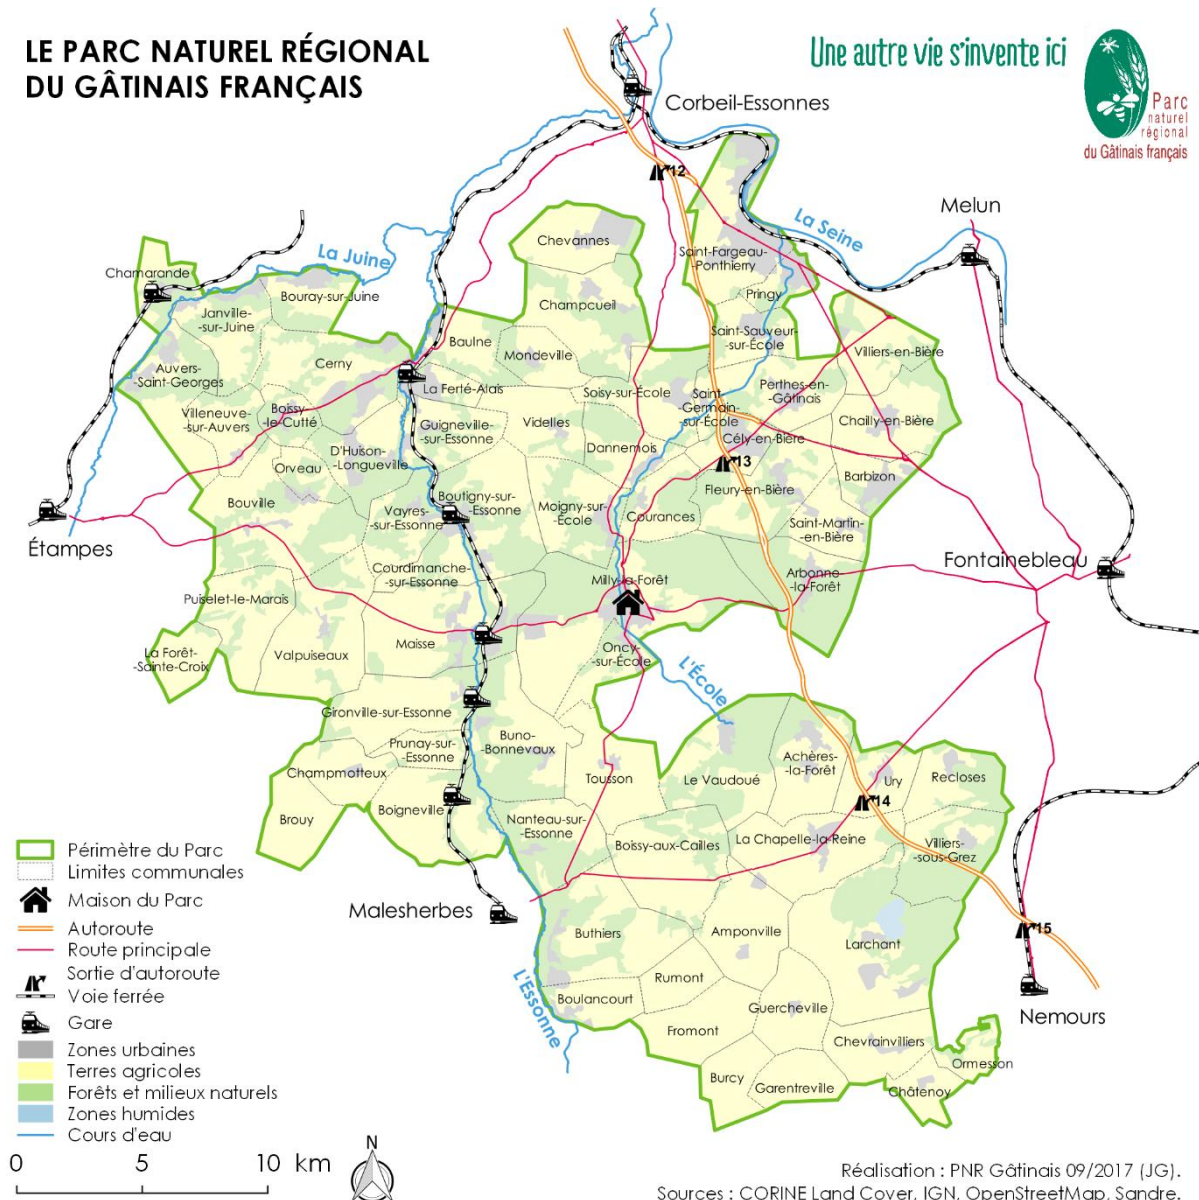 LE PARC NATUREL RÉGIONAL
DU GÂTINAIS FRANÇAIS
Une autre vie s'invente ici
Parc
naturel
régional
du Gâtinais français
Corbeil-Essonnes
12
Melun
La Seine
Chevannes
Saint-Fargeau-
-Ponthierry
La Juine
Chamarande
Bouray-sur-Juine
Pringy
Janville-
-sur-Juine
Champcueil
Saint-Sauveur-
-sur-École
Baulne
Mondeville
Villiers-en-Bière
Cerny
Auvers-
-Saint-Georges
La Ferté-Alais
Soisy-sur-École
Saint-
-Germain-
-sur-École
Perthes-en-
-Gâtinais
Villeneuve-
-sur-Auvers
Boissy-
-le-Cutté
Guigneville-
-sur-Essonne
Videlles
Chailly-en-Bière
Dannemois
Cély-en-Bière
D'Huison-
-Longueville
Orveau
13
Barbizon
Bouville
Vayres-
-sur-Essonne
Boutigny-sur-
-Essonne
Moigny-sur-
-École
Courances
Fleury-en-Bière
Saint-Martin-
-en-Bière
Étampes
Fontainebleau
Courdimanche-
-sur-Essonne
Milly-la-Forêt
Arbonne-
-la-Forêt
Puiselet-le-Marais
La Forêt-
-Sainte-Croix
Valpuiseaux
Maisse
Oncy-
-sur-École
L'École
Gironville-sur-Essonne
Prunay-sur-
-Essonne
Buno-
-Bonnevaux
Champmotteux
Tousson
Le Vaudoué
Achères-
-la-Forêt
Ury
Recloses
14
Brouy
Boigneville
Nanteau-sur-
-Essonne
Boissy-aux-Cailles
La Chapelle-la-Reine
Villiers-
-sous-Grez
Malesherbes
Buthiers
Amponville
Larchant
15
L'Essonne
Boulancourt
Rumont
Guercheville
Nemours
Fromont
Chevrainvilliers
Ormesson
Burcy
Garentreville
Châtenoy
Périmètre du Parc
Limites communales
Maison du Parc
Autoroute
Route principale
Sortie d'autoroute
Voie ferrée
Gare
Zones urbaines
Terres agricoles
Forêts et milieux naturels
Zones humides
Cours d'eau
0 5 10 km
N
Réalisation : PNR Gâtinais 09/2017 (JG).
Sources : CORINE Land Cover, IGN, OpenStreetMap, Sandre.